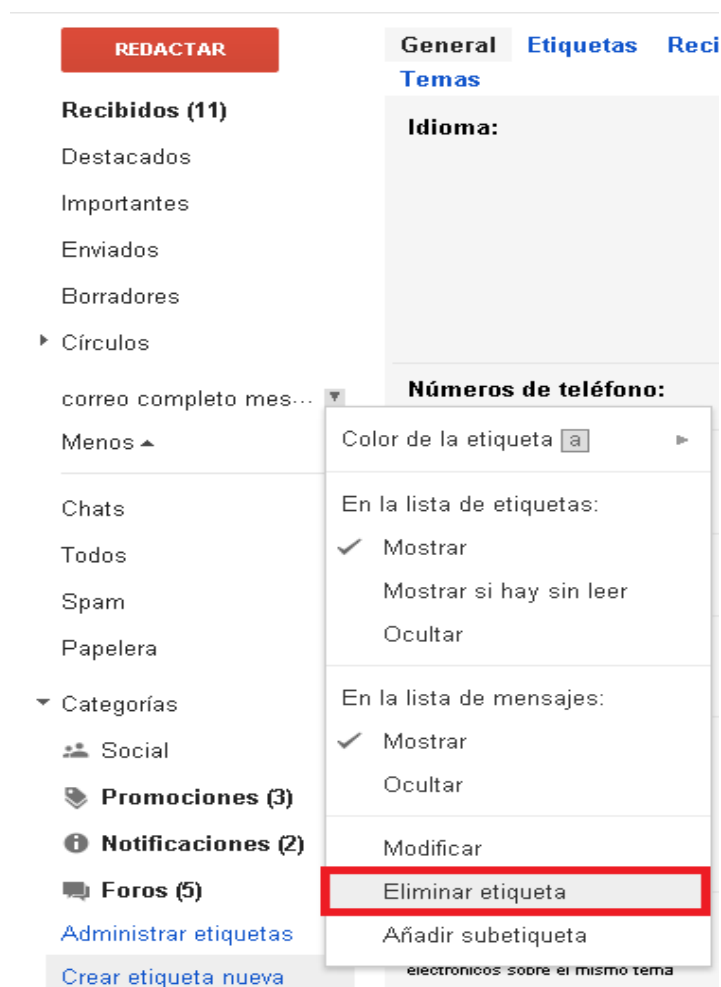 REDACTAR
General Etiquetas Reci
Temas
Recibidos (11)
Idioma:
Destacados
Importantes
Enviados
Borradores
Círculos
correo completo mes...
Números de teléfono:
Menos
Color de la etiqueta a
En la lista de etiquetas:
Chats
Mostrar
Todos
Mostrar si hay sin leer
Spam
Ocultar
Papelera
En la lista de mensajes:
Categorías
Mostrar
Social
Ocultar
Promociones (3)
Notificaciones (2)
Modificar
Foros (5)
Eliminar etiqueta
Administrar etiquetas
Añadir subetiqueta
Crear etiqueta nueva
electrónicos sobre el mismo tema